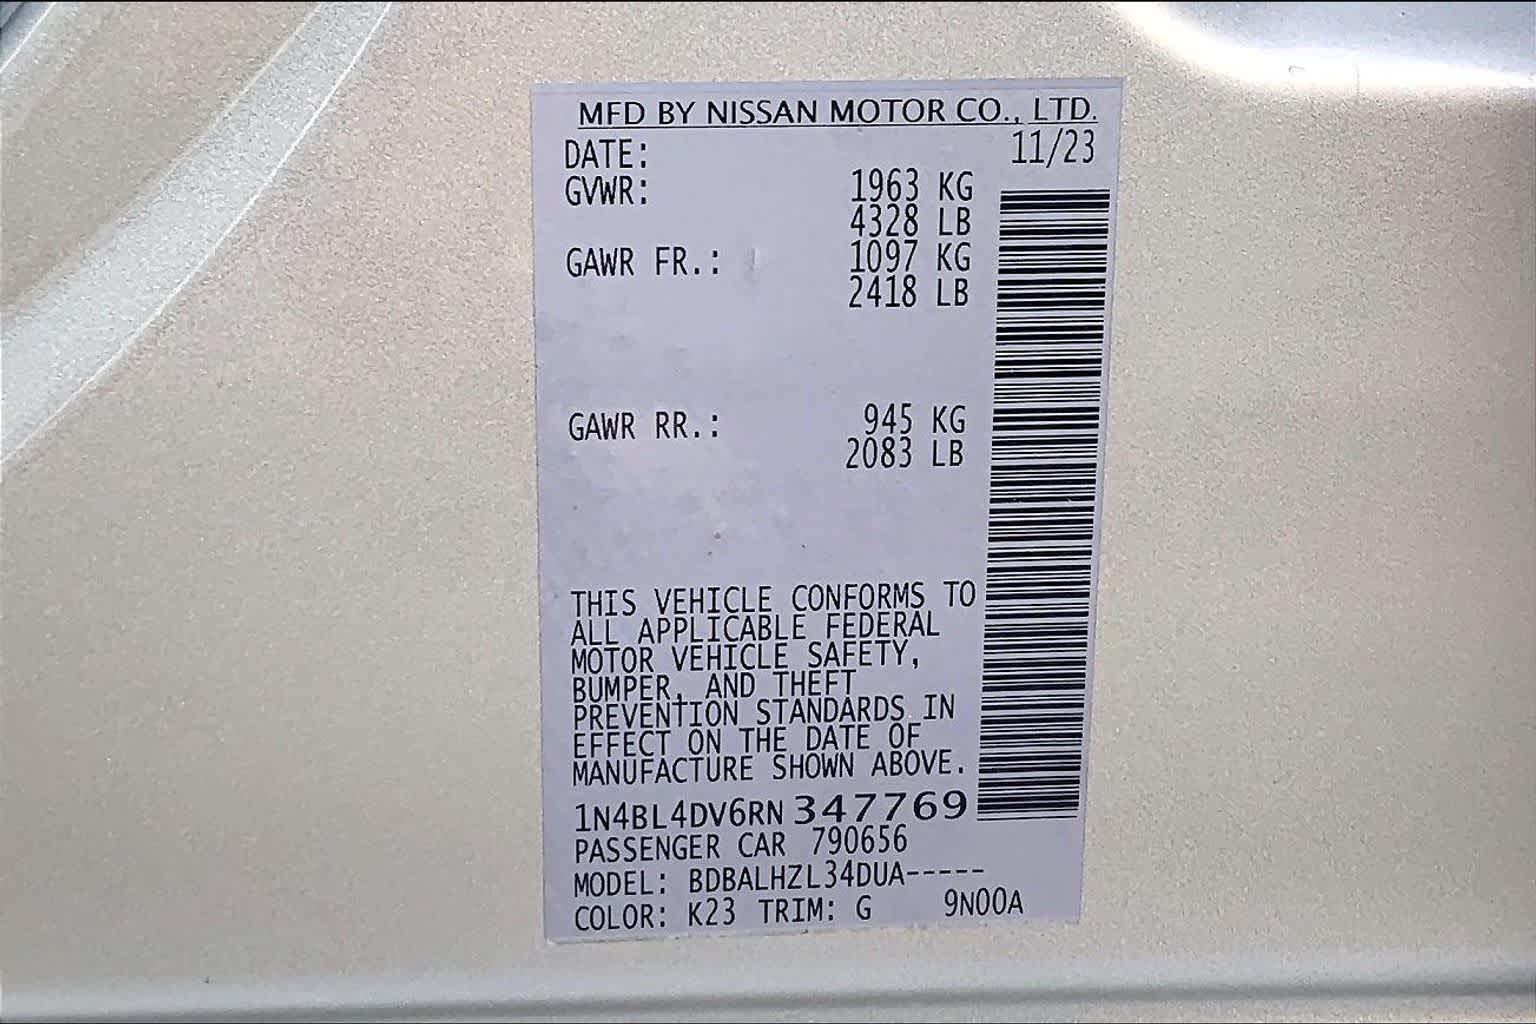 MFD BY NISSAN MOTOR CO., LTD.
DATE: 11/23
GVWR: 1963 KG
4328 LB
GAWR FR.: 1097 KG
2418 LB
GAWR RR.: 945 KG
2083 LB
THIS VEHICLE CONFORMS TO
ALL APPLICABLE FEDERAL
MOTOR VEHICLE SAFETY,
BUMPER, AND THEFT
PREVENTION STANDARDS IN
EFFECT ON THE DATE OF
MANUFACTURE SHOWN ABOVE.
1N4BL4DV6RN347769
PASSENGER CAR 790656
MODEL: BDBALHZL34DUA-----
COLOR: K23 TRIM: G 9N00A